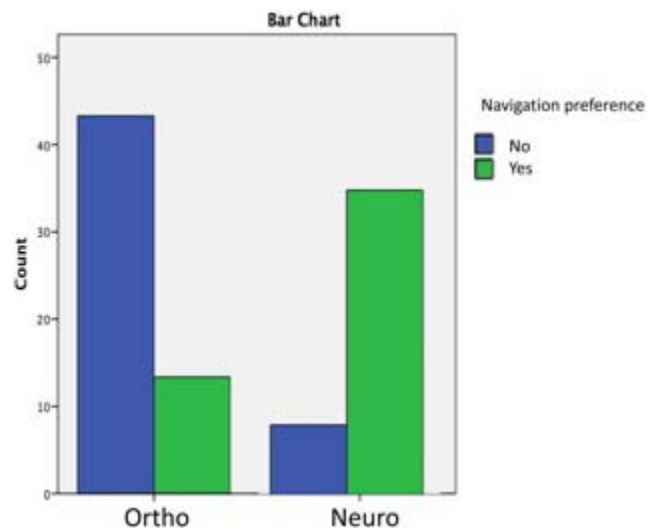 Bar Chart
50
40
30
20
10
0
Count
Ortho
Neuro
Navigation preference
No
Yes